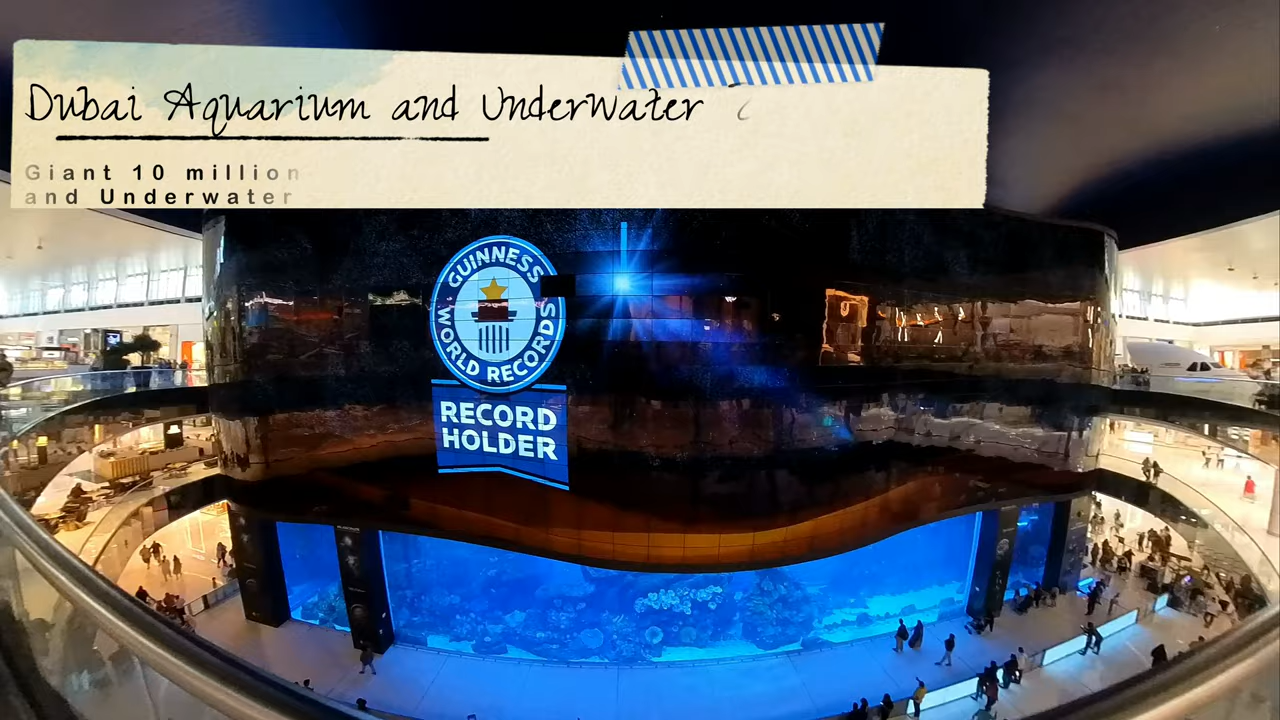 Dubai Aquarium and Underwater
Giant 10 million
and Underwater
GUINNESS
WORLD RECORDS
RECORD
HOLDER